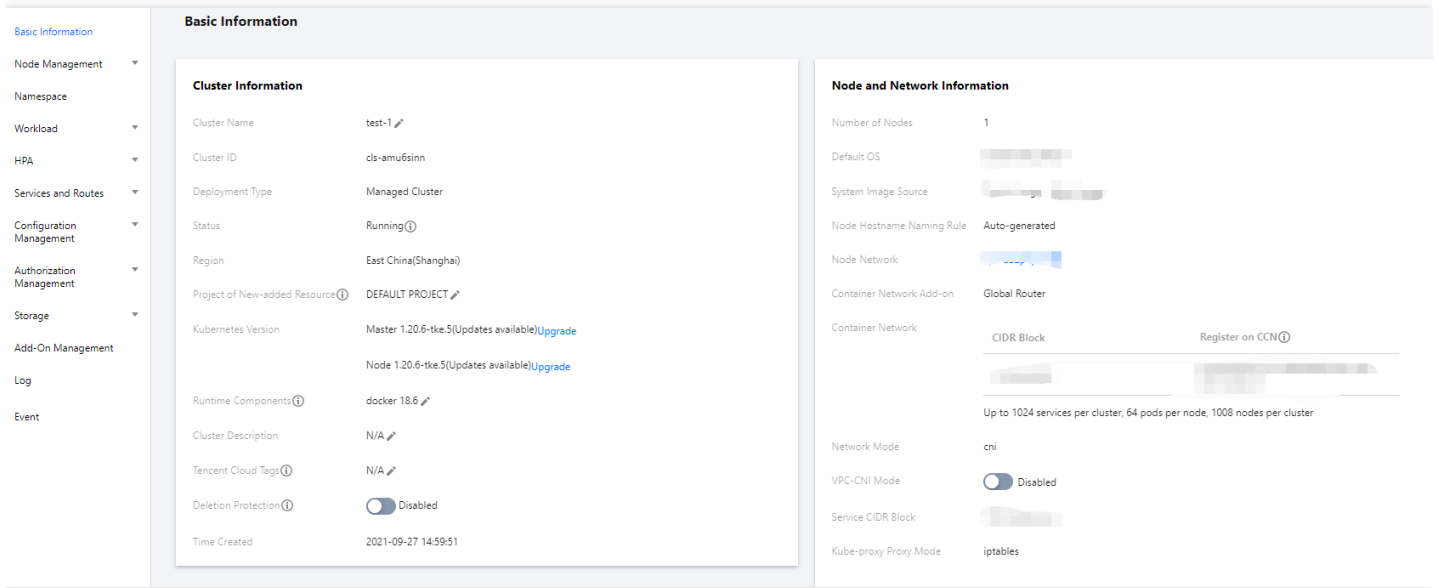 Basic Information
Node Management
Namespace
Workload
HPA
Services and Routes
Configuration
Management
Authorization
Management
Storage
Add-On Management
Log
Event
Basic Information
Cluster Information
Cluster Name test-1
Cluster ID cls-amu6sinn
Deployment Type Managed Cluster
Status Running
Region East China(Shanghai)
Project of New-added Resource DEFAULT PROJECT
Kubernetes Version Master 1.20.6-tke.5(Updates available)Upgrade
Node 1.20.6-tke.5(Updates available)Upgrade
Runtime Components docker 18.6
Cluster Description N/A
Tencent Cloud Tags N/A
Deletion Protection Disabled
Time Created 2021-09-27 14:59:51
Node and Network Information
Number of Nodes 1
Default OS
System Image Source
Node Hostname Naming Rule Auto-generated
Node Network
Container Network Add-on Global Router
Container Network
CIDR Block Register on CCN
Up to 1024 services per cluster, 64 pods per node, 1008 nodes per cluster
Network Mode cni
VPC-CNI Mode Disabled
Service CIDR Block
Kube-proxy Proxy Mode iptables